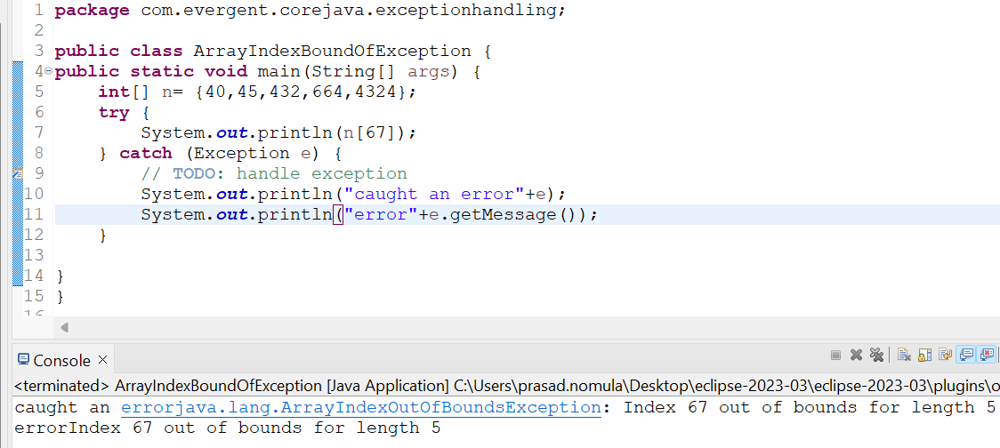 1 package com.evergent.corejava.exceptionhandling;
2
3 public class ArrayIndexBoundOfException {
4 public static void main(String[] args) {
5     int[] n= {40,45,432,664,4324};
6     try {
7         System.out.println(n[67]);
8     } catch (Exception e) {
9         // TODO: handle exception
10         System.out.println("caught an error"+e);
11         System.out.println("error"+e.getMessage());
12     }
13
14 }
15 }
16
Console
<terminated> ArrayIndexBoundOfException [Java Application] C:\Users\prasad.nomula\Desktop\eclipse-2023-03\eclipse-2023-03\plugins\o
caught an errorjava.lang.ArrayIndexOutOfBoundsException: Index 67 out of bounds for length 5
errorIndex 67 out of bounds for length 5